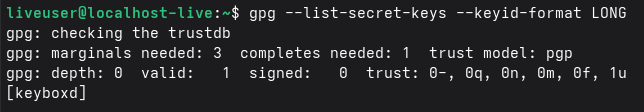 liveuser@localhost-live:~$ gpg --list-secret-keys --keyid-format LONG
gpg: checking the trustdb
gpg: marginals needed: 3  completes needed: 1  trust model: pgp
gpg: depth: 0  valid:   1  signed:   0  trust: 0-, 0q, 0n, 0m, 0f, 1u
[keyboxd]